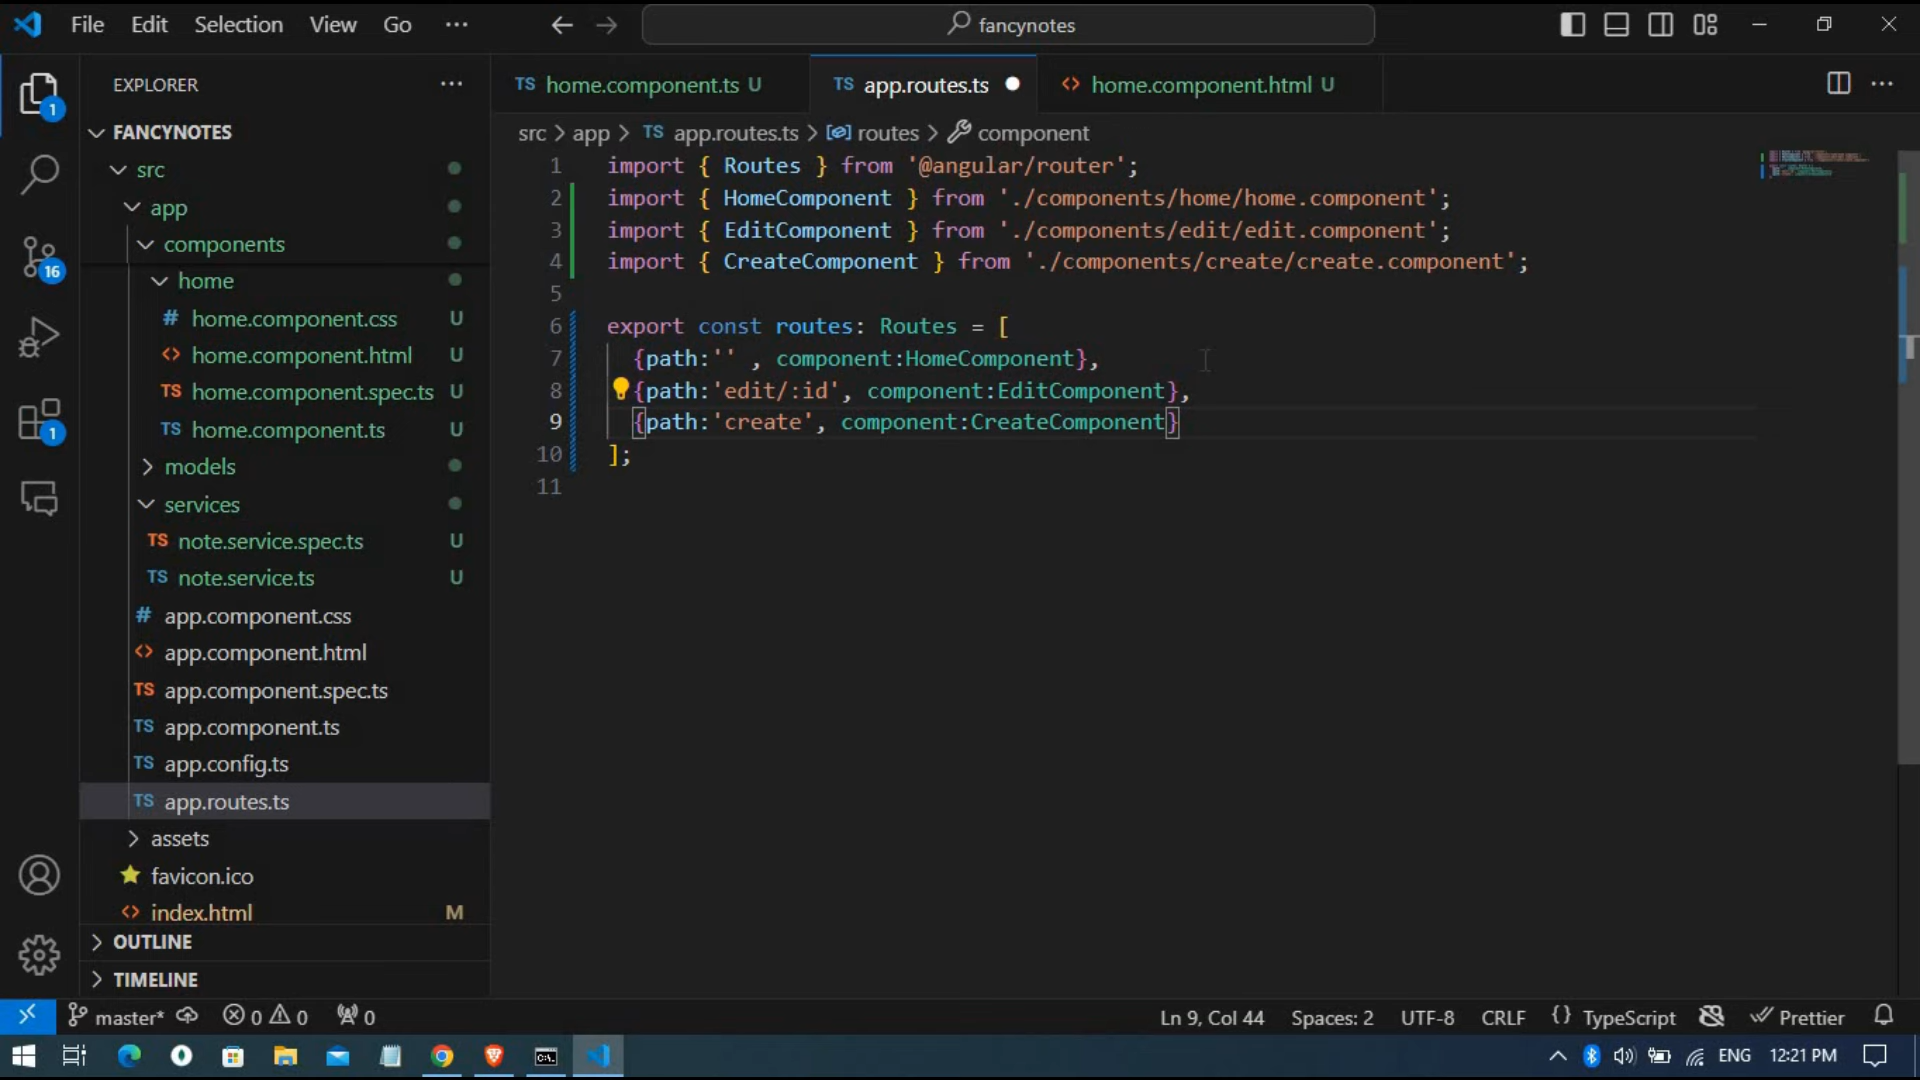 File Edit Selection View Go ··· fancynotes
EXPLORER ···
FANCYNOTES
src
app
components
home
# home.component.css U
<> home.component.html U
TS home.component.spec.ts U
TS home.component.ts U
models
services
TS note.service.spec.ts U
TS note.service.ts U
# app.component.css
<> app.component.html
TS app.component.spec.ts
TS app.component.ts
TS app.config.ts
TS app.routes.ts
assets
favicon.ico
<> index.html M
OUTLINE
TIMELINE
1
16
1
TS home.component.ts U TS app.routes.ts <> home.component.html U ···
src > app > TS app.routes.ts > routes > component
1 import { Routes } from '@angular/router';
2 import { HomeComponent } from './components/home/home.component';
3 import { EditComponent } from './components/edit/edit.component';
4 import { CreateComponent } from './components/create/create.component';
5
6 export const routes: Routes = [
7 {path:'' , component:HomeComponent},
8 {path:'edit/:id', component:EditComponent},
9 {path:'create', component:CreateComponent}
10 ];
11
master* 0 0 0 Ln 9, Col 44 Spaces: 2 UTF-8 CRLF {} TypeScript Prettier
ENG 12:21 PM